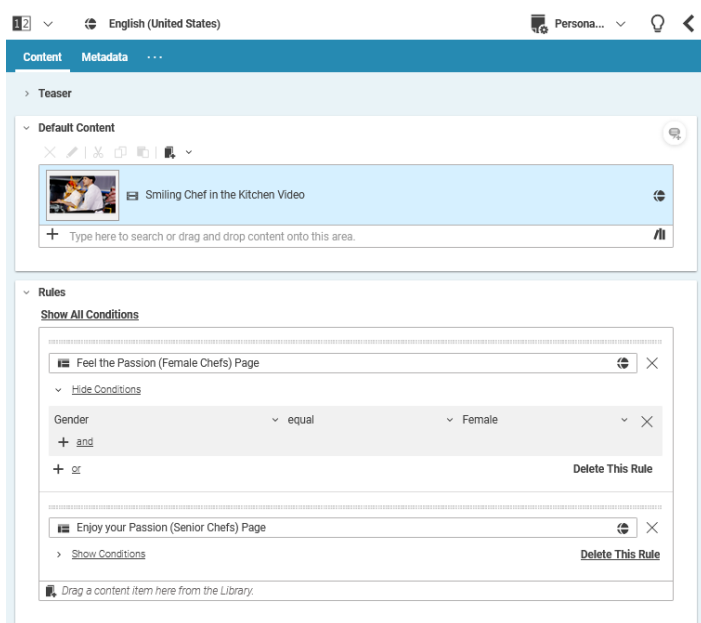 12 English (United States) Persona...
Content Metadata ...
Teaser
Default Content
Smiling Chef in the Kitchen Video
Type here to search or drag and drop content onto this area.
Rules
Show All Conditions
Feel the Passion (Female Chefs) Page
Hide Conditions
Gender equal Female
and
or Delete This Rule
Enjoy your Passion (Senior Chefs) Page
Show Conditions Delete This Rule
Drag a content item here from the Library.